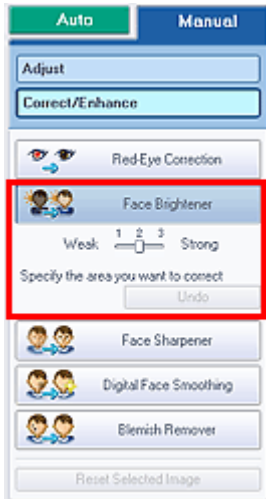 Auto Manual
Adjust
Correct/Enhance
Red-Eye Correction
Face Brightener
1 2 3
Weak Strong
Specify the area you want to correct
Undo
Face Sharpener
Digital Face Smoothing
Blemish Remover
Reset Selected Image